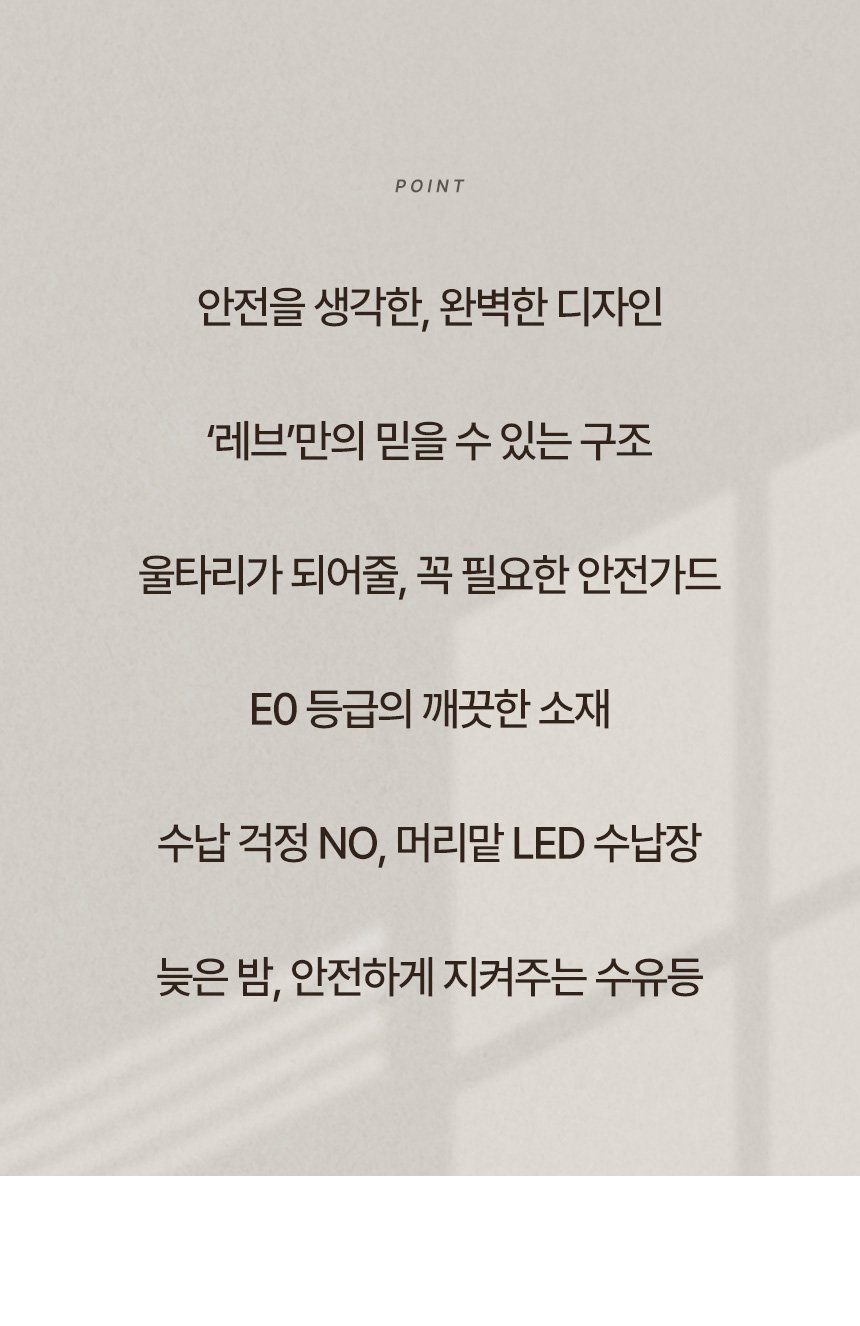 POINT
안전을 생각한, 완벽한 디자인
‘레브’만의 믿을 수 있는 구조
울타리가 되어줄, 꼭 필요한 안전가드
E0 등급의 깨끗한 소재
수납 걱정 NO, 머리맡 LED 수납장
늦은 밤, 안전하게 지켜주는 수유등